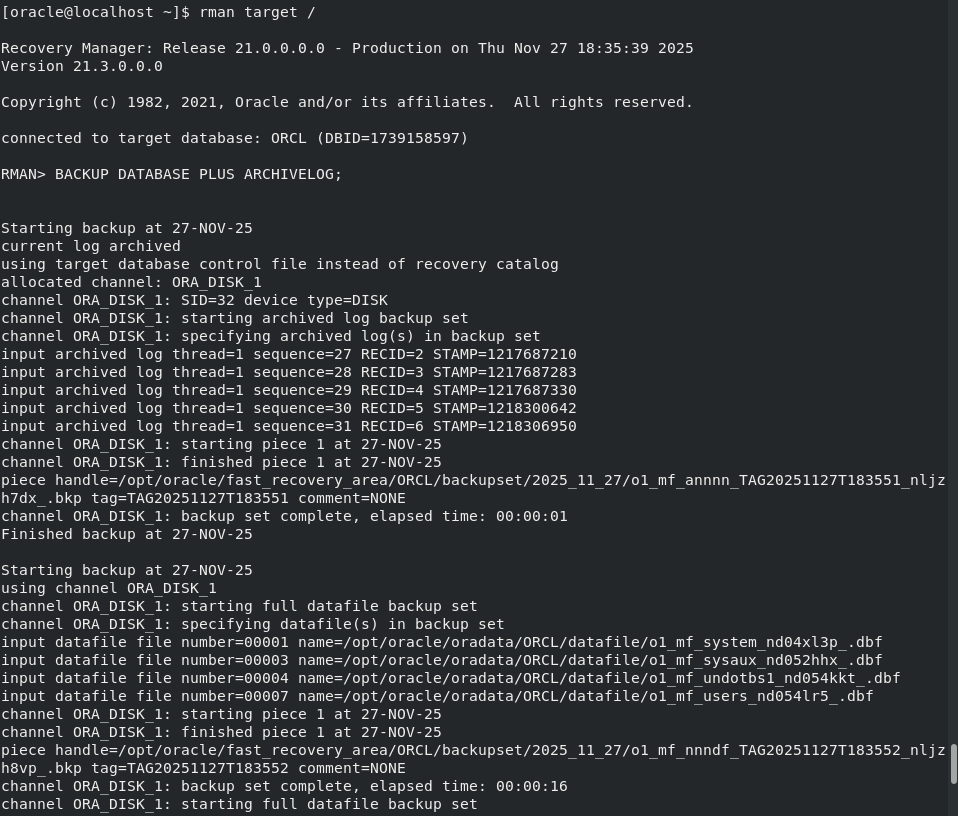 [oracle@localhost ~]$ rman target /
Recovery Manager: Release 21.0.0.0.0 - Production on Thu Nov 27 18:35:39 2025
Version 21.3.0.0.0
Copyright (c) 1982, 2021, Oracle and/or its affiliates.  All rights reserved.
connected to target database: ORCL (DBID=1739158597)
RMAN> BACKUP DATABASE PLUS ARCHIVELOG;
Starting backup at 27-NOV-25
current log archived
using target database control file instead of recovery catalog
allocated channel: ORA_DISK_1
channel ORA_DISK_1: SID=32 device type=DISK
channel ORA_DISK_1: starting archived log backup set
channel ORA_DISK_1: specifying archived log(s) in backup set
input archived log thread=1 sequence=27 RECID=2 STAMP=1217687210
input archived log thread=1 sequence=28 RECID=3 STAMP=1217687283
input archived log thread=1 sequence=29 RECID=4 STAMP=1217687330
input archived log thread=1 sequence=30 RECID=5 STAMP=1218300642
input archived log thread=1 sequence=31 RECID=6 STAMP=1218306950
channel ORA_DISK_1: starting piece 1 at 27-NOV-25
channel ORA_DISK_1: finished piece 1 at 27-NOV-25
piece handle=/opt/oracle/fast_recovery_area/ORCL/backupset/2025_11_27/o1_mf_annnn_TAG20251127T183551_nljz
h7dx_.bkp tag=TAG20251127T183551 comment=NONE
channel ORA_DISK_1: backup set complete, elapsed time: 00:00:01
Finished backup at 27-NOV-25
Starting backup at 27-NOV-25
using channel ORA_DISK_1
channel ORA_DISK_1: starting full datafile backup set
channel ORA_DISK_1: specifying datafile(s) in backup set
input datafile file number=00001 name=/opt/oracle/oradata/ORCL/datafile/o1_mf_system_nd04xl3p_.dbf
input datafile file number=00003 name=/opt/oracle/oradata/ORCL/datafile/o1_mf_sysaux_nd052hhx_.dbf
input datafile file number=00004 name=/opt/oracle/oradata/ORCL/datafile/o1_mf_undotbs1_nd054kkt_.dbf
input datafile file number=00007 name=/opt/oracle/oradata/ORCL/datafile/o1_mf_users_nd054lr5_.dbf
channel ORA_DISK_1: starting piece 1 at 27-NOV-25
channel ORA_DISK_1: finished piece 1 at 27-NOV-25
piece handle=/opt/oracle/fast_recovery_area/ORCL/backupset/2025_11_27/o1_mf_nnndf_TAG20251127T183552_nljz
h8vp_.bkp tag=TAG20251127T183552 comment=NONE
channel ORA_DISK_1: backup set complete, elapsed time: 00:00:16
channel ORA_DISK_1: starting full datafile backup set